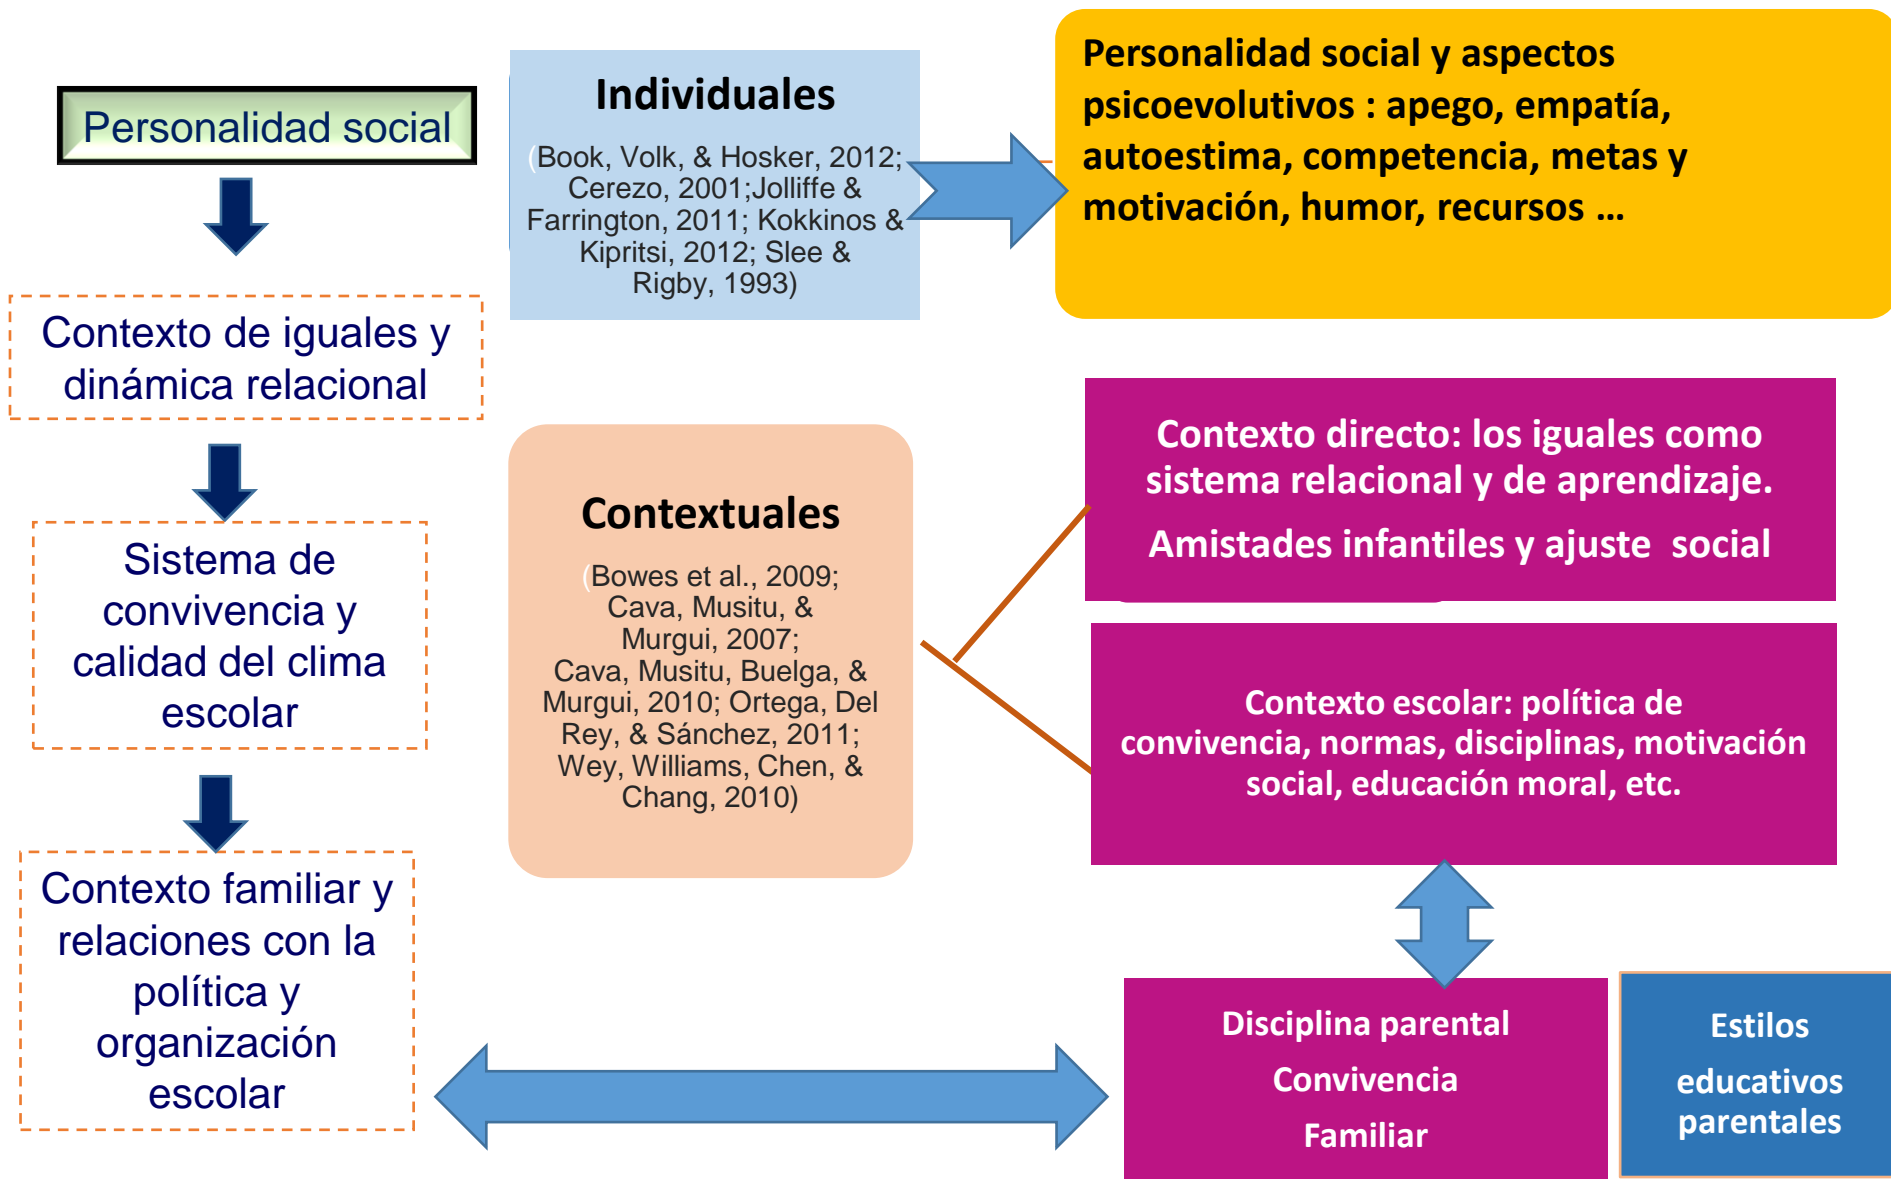 Personalidad social
Contexto de iguales y
dinámica relacional
Sistema de
convivencia y
calidad del clima
escolar
Contexto familiar y
relaciones con la
política y
organización
escolar
Individuales
(Book, Volk, & Hosker, 2012;
Cerezo, 2001;Jolliffe &
Farrington, 2011; Kokkinos &
Kipritsi, 2012; Slee &
Rigby, 1993)
Personalidad social y aspectos
psicoevolutivos : apego, empatía,
autoestima, competencia, metas y
motivación, humor, recursos ...
Contextuales
(Bowes et al., 2009;
Cava, Musitu, &
Murgui, 2007;
Cava, Musitu, Buelga, &
Murgui, 2010; Ortega, Del
Rey, & Sánchez, 2011;
Wey, Williams, Chen, &
Chang, 2010)
Contexto directo: los iguales como
sistema relacional y de aprendizaje.
Amistades infantiles y ajuste social
Contexto escolar: política de
convivencia, normas, disciplinas, motivación
social, educación moral, etc.
Disciplina parental
Convivencia
Familiar
Estilos
educativos
parentales